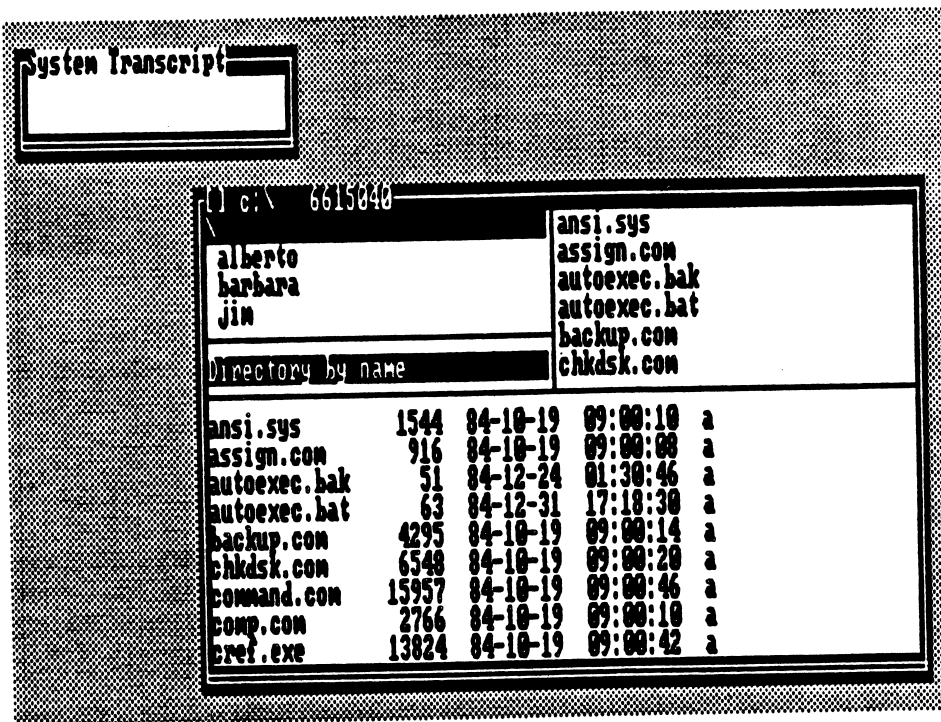 System Transcript
[] c:\ 6615040
\
alberto
barbara
jim
Directory by name
ansi.sys
assign.com
autoexec.bak
autoexec.bat
backup.com
chkdsk.com
ansi.sys 1544 84-10-19 09:00:10 a
assign.com 916 84-10-19 09:00:08 a
autoexec.bak 51 84-12-24 01:30:46 a
autoexec.bat 63 84-12-31 17:18:30 a
backup.com 4295 84-10-19 09:00:14 a
chkdsk.com 6548 84-10-19 09:00:20 a
command.com 15957 84-10-19 09:00:46 a
comp.com 2766 84-10-19 09:00:10 a
cref.exe 13824 84-10-19 09:00:42 a